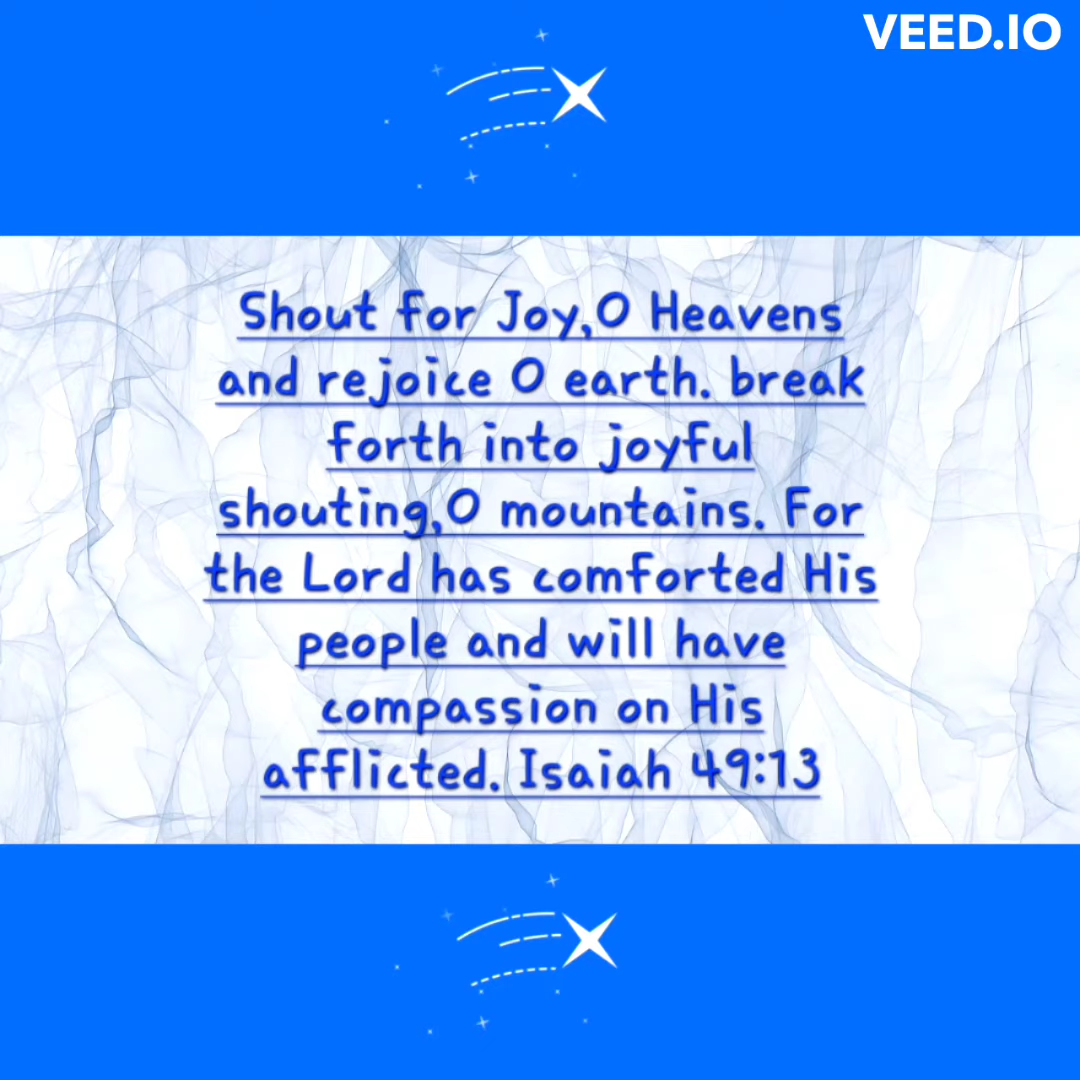 VEED.IO
Shout for Joy,O Heavens
and rejoice O earth. break
forth into joyful
shouting,O mountains. For
the Lord has comforted His
people and will have
compassion on His
afflicted. Isaiah 49:13